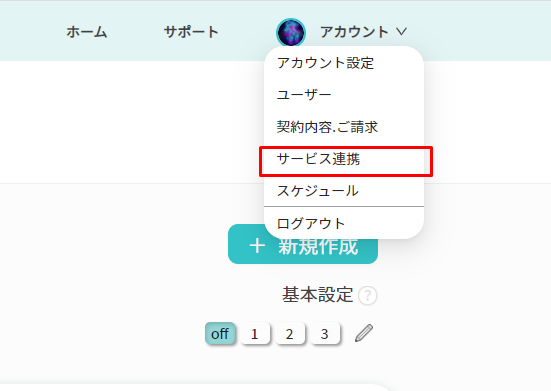 ホーム サポート アカウント
アカウント設定
ユーザー
契約内容.ご請求
サービス連携
スケジュール
ログアウト
+ 新規作成
基本設定 ?
off 1 2 3